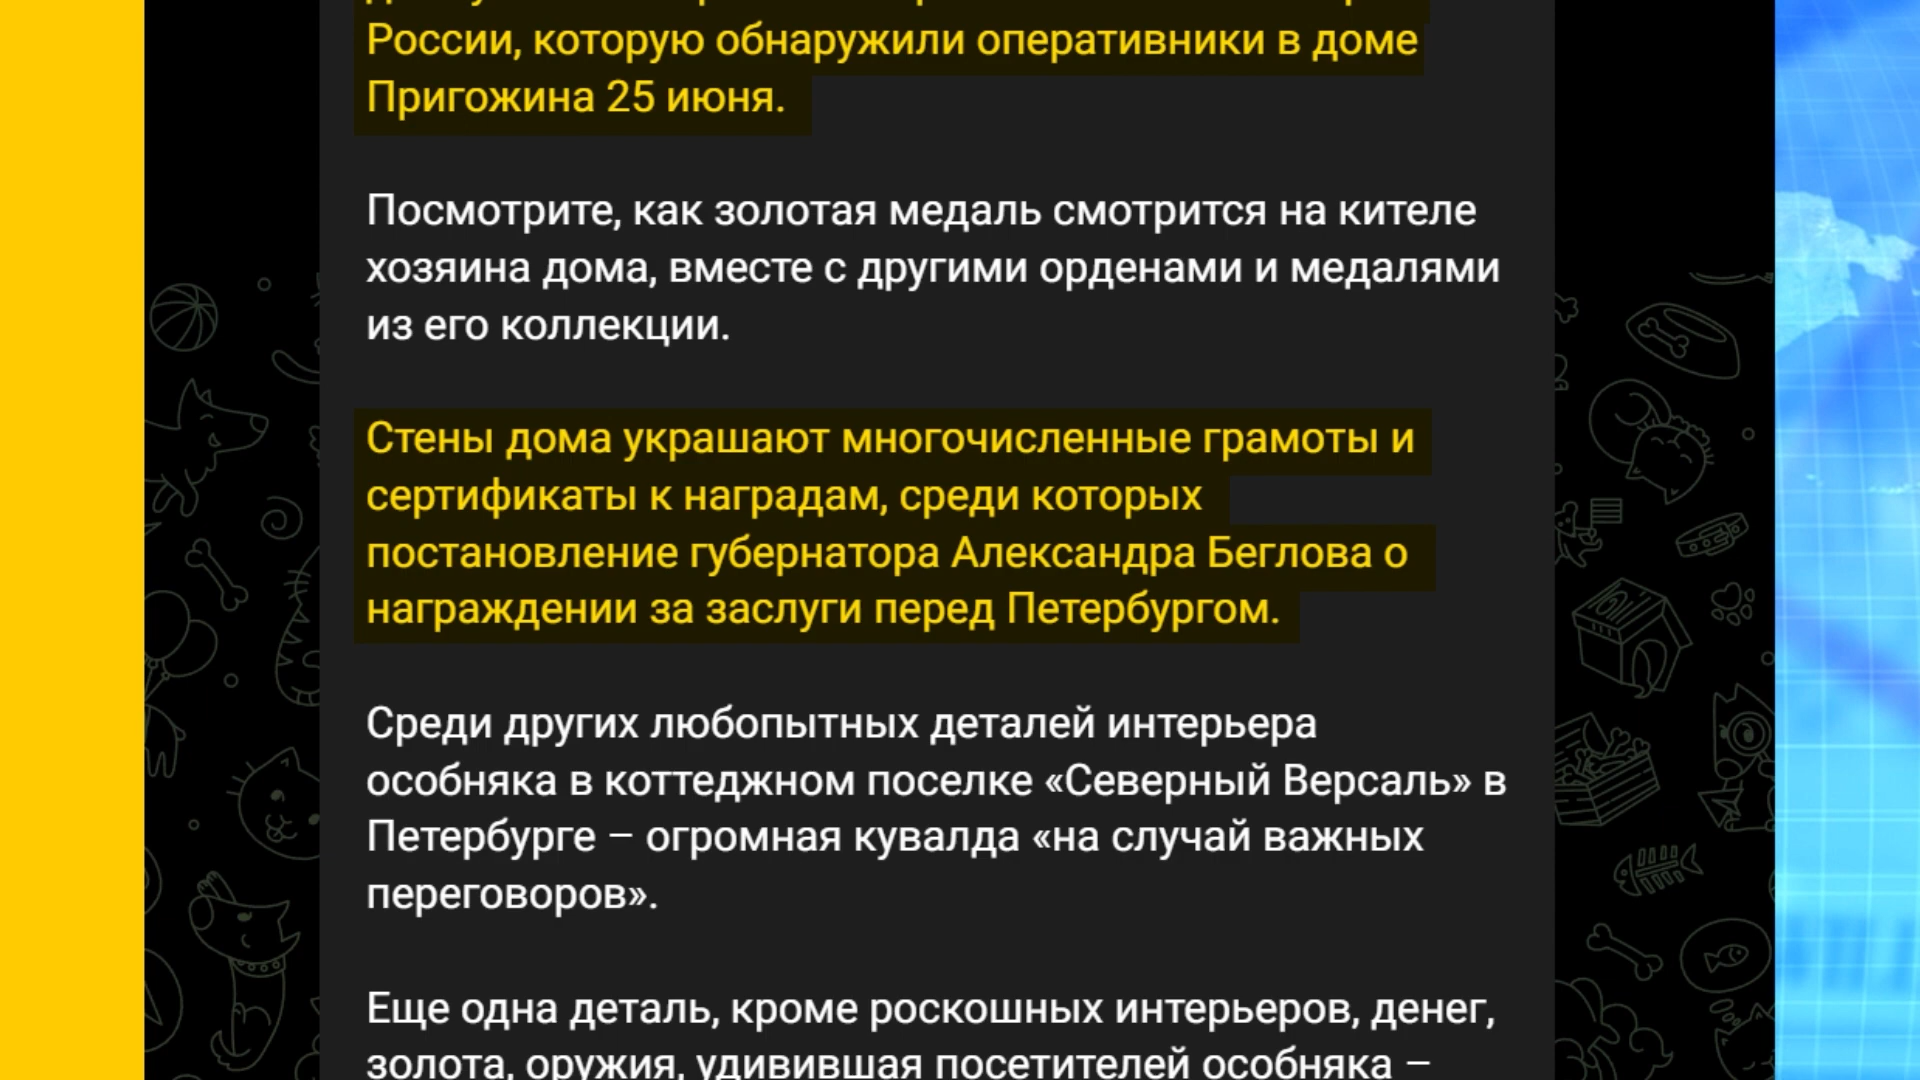 России, которую обнаружили оперативники в доме
Пригожина 25 июня.
Посмотрите, как золотая медаль смотрится на кителе
хозяина дома, вместе с другими орденами и медалями
из его коллекции.
Стены дома украшают многочисленные грамоты и
сертификаты к наградам, среди которых
постановление губернатора Александра Беглова о
награждении за заслуги перед Петербургом.
Среди других любопытных деталей интерьера
особняка в коттеджном поселке «Северный Версаль» в
Петербурге – огромная кувалда «на случай важных
переговоров».
Еще одна деталь, кроме роскошных интерьеров, денег,
золота, оружия, удивившая посетителей особняка –